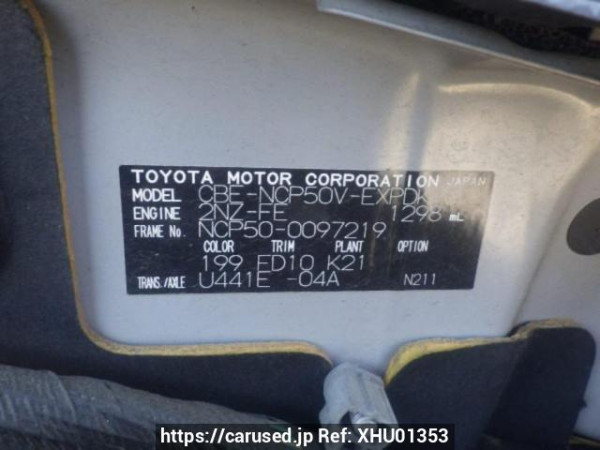 TOYOTA MOTOR CORPORATION JAPAN
MODEL CBE-NCP50V-EXPDK
ENGINE 2NZ-FE 1298 mL
FRAME No. NCP50-0097219
COLOR TRIM PLANT OPTION
199 FD10 K21
TRANS./AXLE U441E -04A N211
https://carused.jp Ref: XHU01353